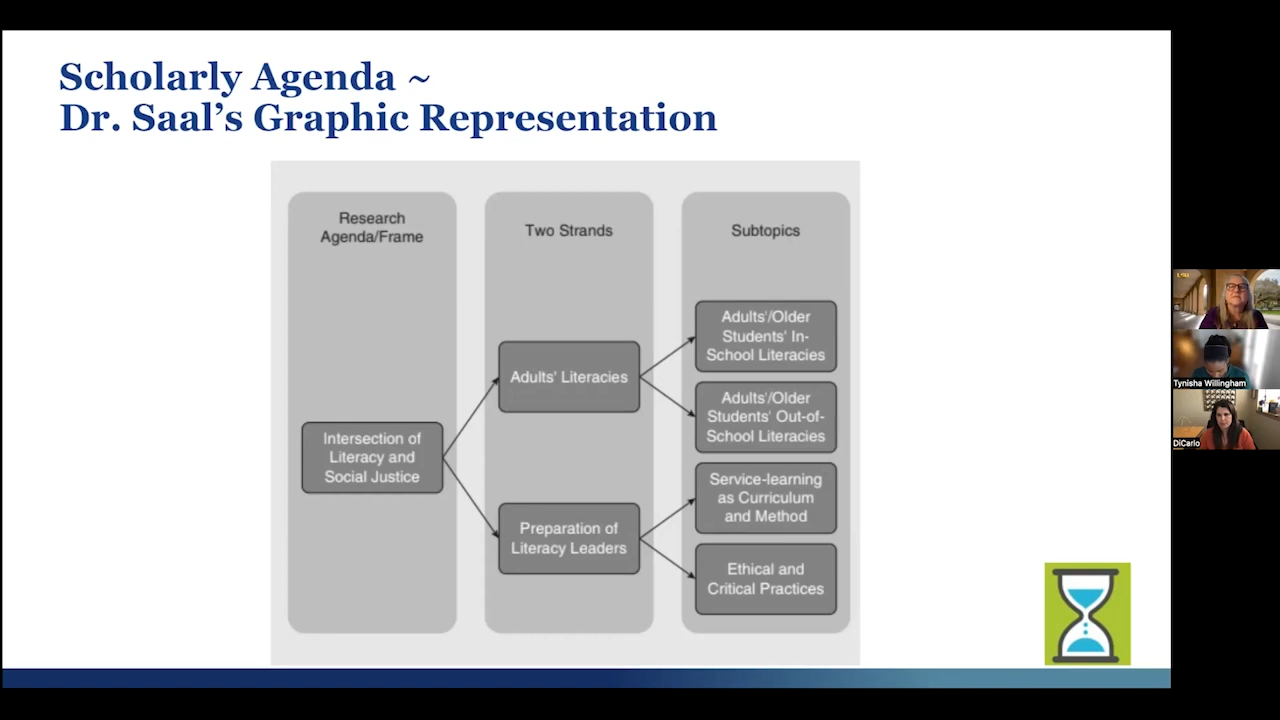 Scholarly Agenda ~
Dr. Saal's Graphic Representation
Research
Agenda/Frame
Two Strands
Subtopics
Intersection of
Literacy and
Social Justice
Adults' Literacies
Preparation of
Literacy Leaders
Adults'/Older
Students' In-
School Literacies
Adults'/Older
Students' Out-of-
School Literacies
Service-learning
as Curriculum
and Method
Ethical and
Critical Practices
LSU
Tynisha Willingham
DiCarlo